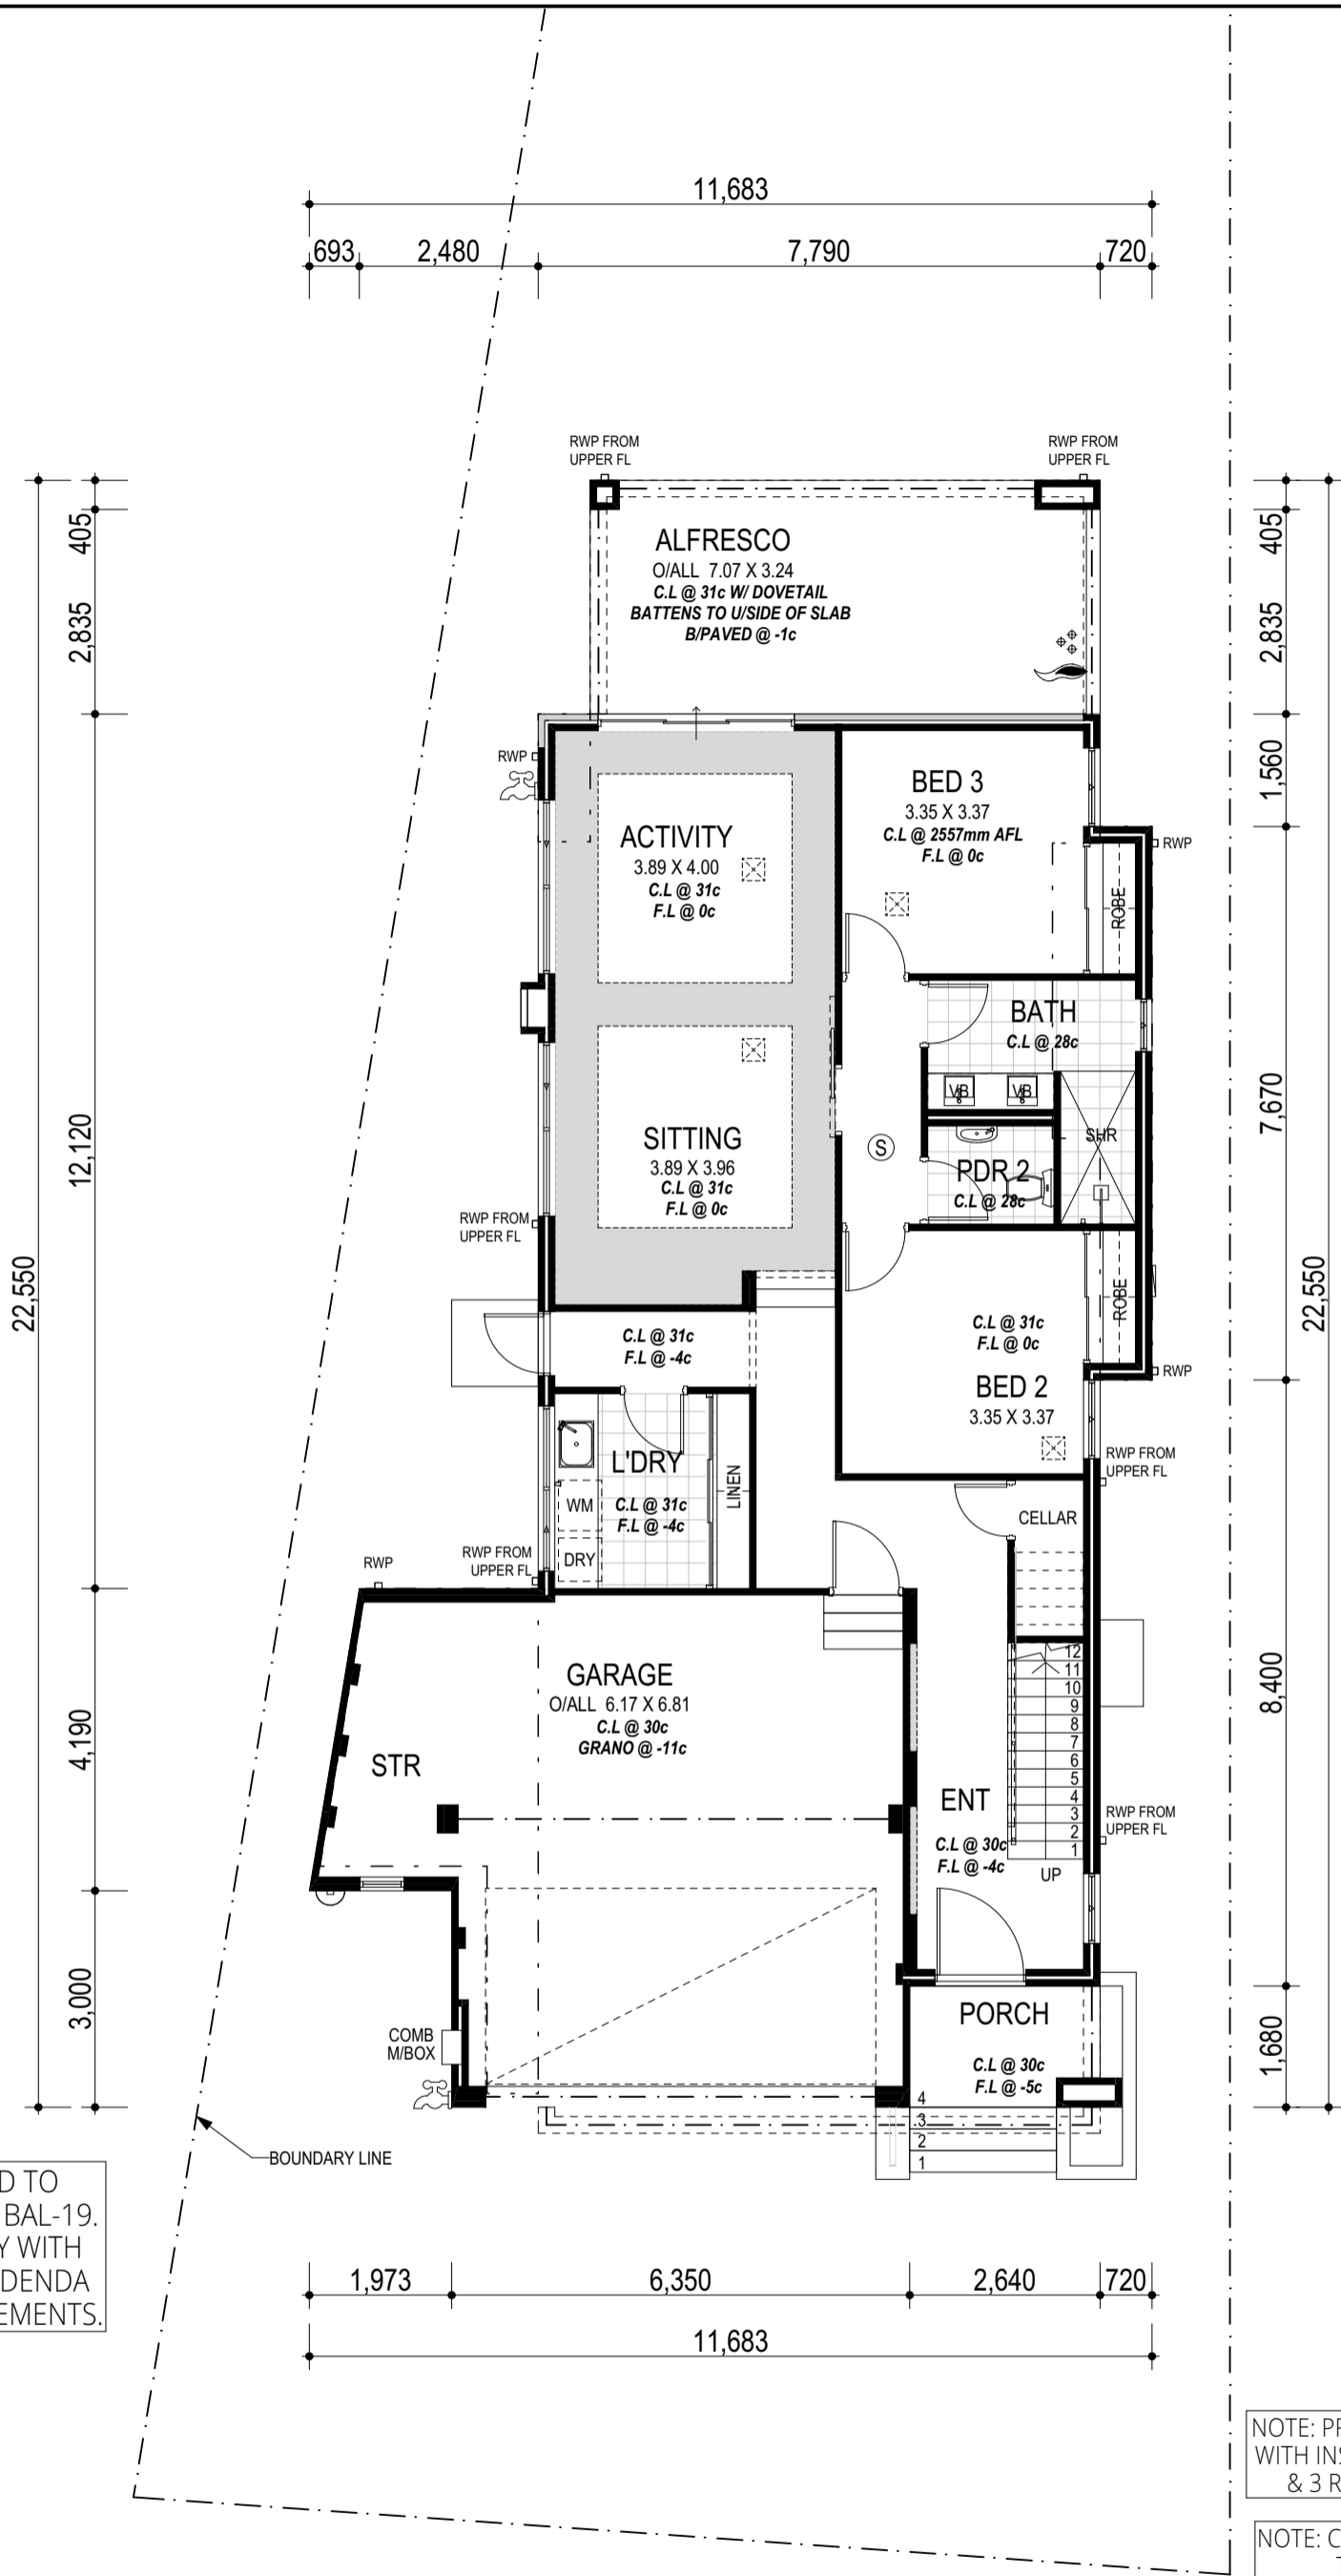 11,683
693 2,480 7,790 720
RWP FROM
UPPER FL
RWP FROM
UPPER FL
405
2,835
12,120
4,190
3,000
22,550
405
2,835
1,560
7,670
8,400
1,680
22,550
ALFRESCO
O/ALL 7.07 X 3.24
C.L @ 31c W/ DOVETAIL
BATTENS TO U/SIDE OF SLAB
B/PAVED @ -1c
RWP
ACTIVITY
3.89 X 4.00
C.L @ 31c
F.L @ 0c
BED 3
3.35 X 3.37
C.L @ 2557mm AFL
F.L @ 0c
RWP
ROBE
BATH
C.L @ 28c
VB VB
SHR
SITTING
3.89 X 3.96
C.L @ 31c
F.L @ 0c
S
PDR 2
C.L @ 28c
RWP FROM
UPPER FL
ROBE
C.L @ 31c
F.L @ -4c
C.L @ 31c
F.L @ 0c
BED 2
3.35 X 3.37
RWP
RWP FROM
UPPER FL
L'DRY
C.L @ 31c
F.L @ -4c
WM
DRY
LINEN
CELLAR
RWP
RWP FROM
UPPER FL
GARAGE
O/ALL 6.17 X 6.81
C.L @ 30c
GRANO @ -11c
STR
12
11
10
9
8
7
6
5
4
3
2
1
UP
ENT
C.L @ 30c
F.L @ -4c
RWP FROM
UPPER FL
COMB
M/BOX
PORCH
C.L @ 30c
F.L @ -5c
4
3
2
1
BOUNDARY LINE
D TO
BAL-19.
Y WITH
DENDA
EMENTS.
1,973 6,350 2,640 720
11,683
NOTE:
WITH
& 3
NOTE: